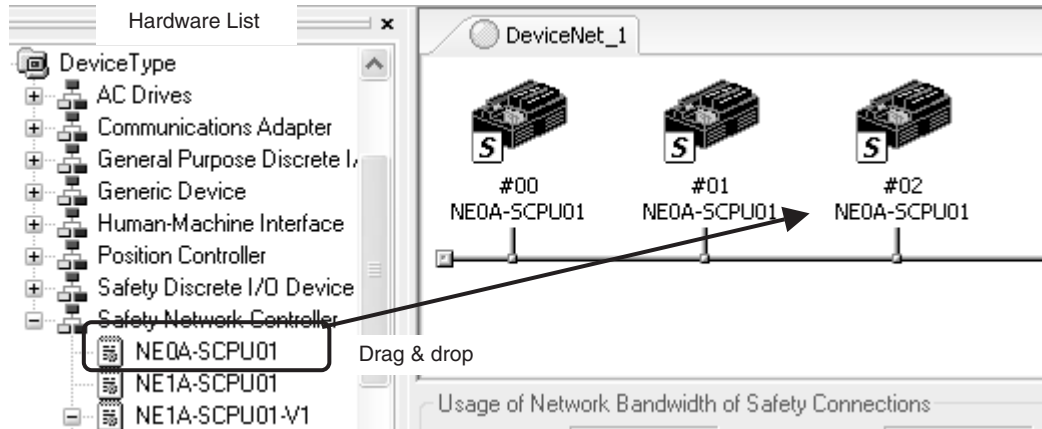 Hardware List
DeviceType
AC Drives
Communications Adapter
General Purpose Discrete I/
Generic Device
Human-Machine Interface
Position Controller
Safety Discrete I/O Device
Safety Network Controller
NE0A-SCPU01
NE1A-SCPU01
NE1A-SCPU01-V1
Drag & drop
DeviceNet_1
S S S
#00 #01 #02
NE0A-SCPU01 NE0A-SCPU01 NE0A-SCPU01
Usage of Network Bandwidth of Safety Connections